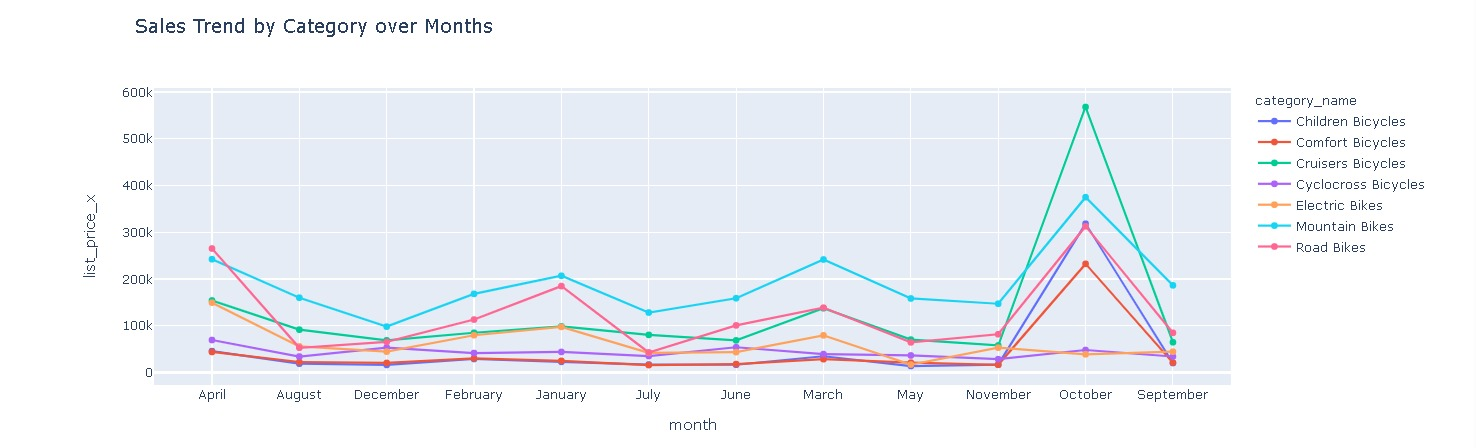 Sales Trend by Category over Months
600k
500k
400k
300k
200k
100k
0
list_price_x
April August December February January July June March May November October September
month
category_name
Children Bicycles
Comfort Bicycles
Cruisers Bicycles
Cyclocross Bicycles
Electric Bikes
Mountain Bikes
Road Bikes